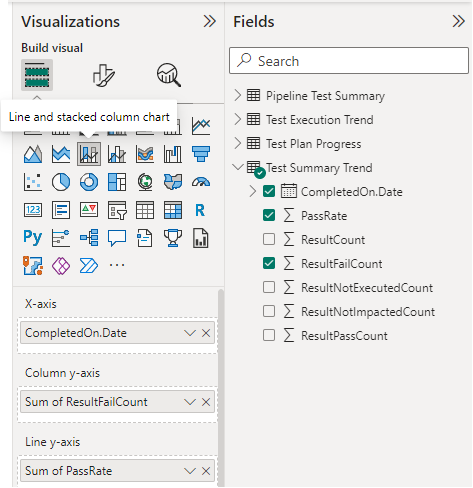 Visualizations
Build visual
Line and stacked column chart
123
R
Py
...
X-axis
CompletedOn.Date
Column y-axis
Sum of ResultFailCount
Line y-axis
Sum of PassRate
Fields
Search
Pipeline Test Summary
Test Execution Trend
Test Plan Progress
Test Summary Trend
CompletedOn.Date
PassRate
ResultCount
ResultFailCount
ResultNotExecutedCount
ResultNotImpactedCount
ResultPassCount